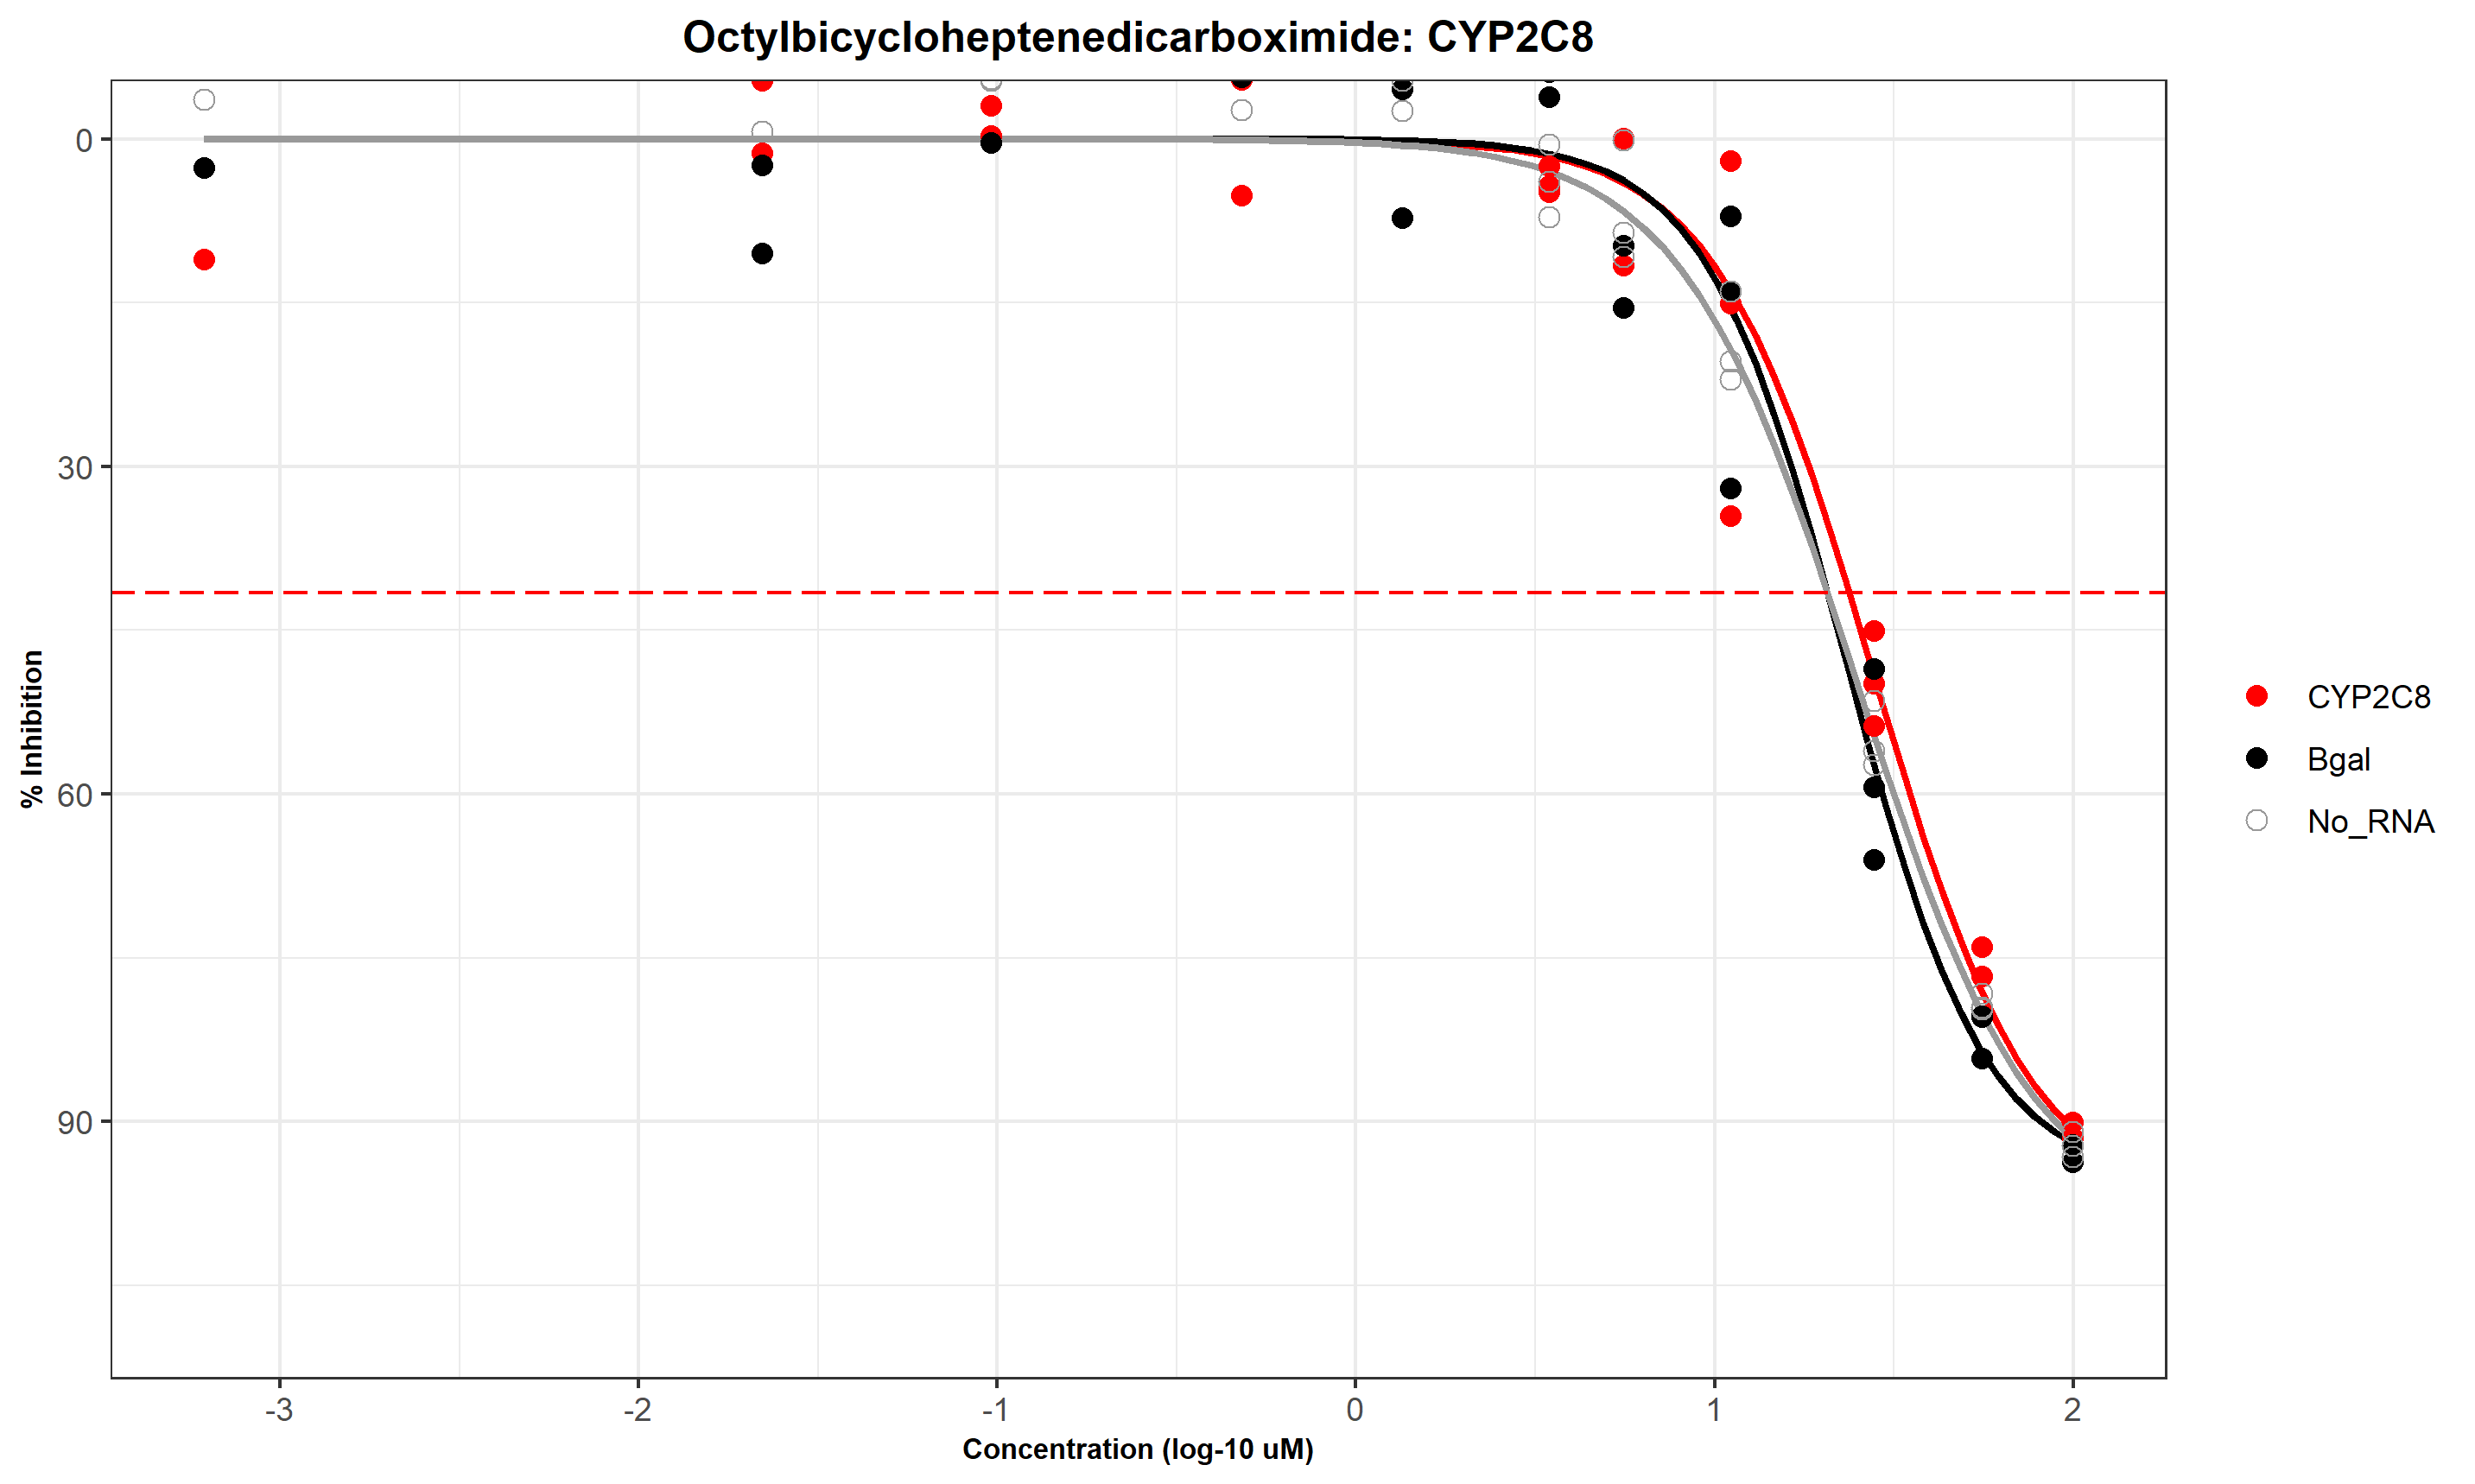 Octylbicycloheptenedicarboximide: CYP2C8
% Inhibition
0
30
60
90
-3
-2
-1
0
1
2
Concentration (log-10 uM)
CYP2C8
Bgal
No_RNA